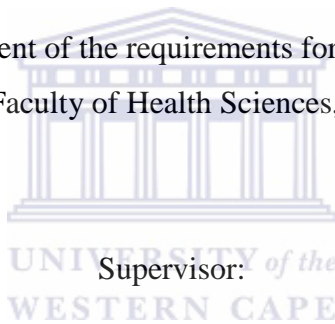 ent of the requirements for
Faculty of Health Sciences,
UNIVERSITY of the
Supervisor:
WESTERN CAPE